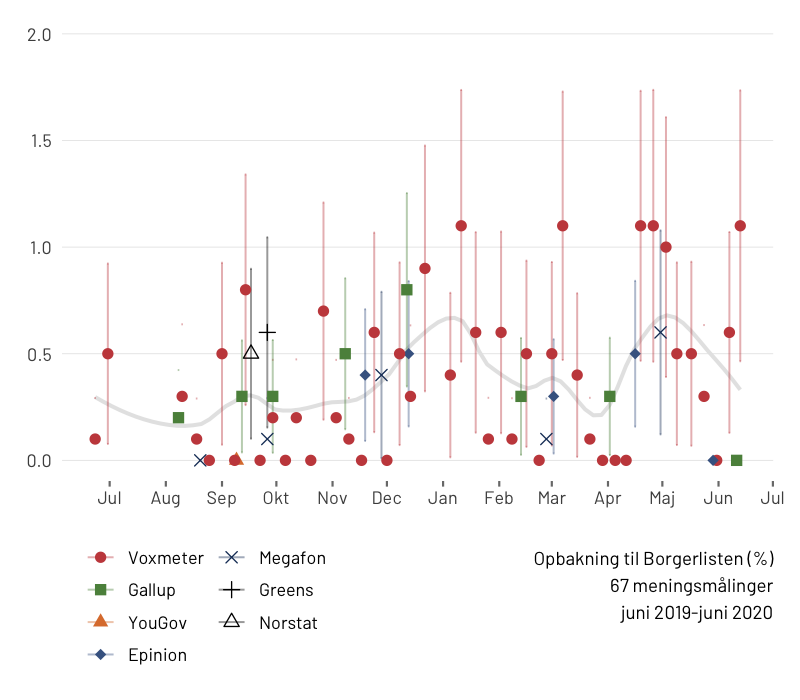 2.0
1.5
1.0
0.5
0.0
Jul Aug Sep Okt Nov Dec Jan Feb Mar Apr Maj Jun Jul
Voxmeter Megafon
Gallup Greens
YouGov Norstat
Epinion
Opbakning til Borgerlisten (%)
67 meningsmålinger
juni 2019-juni 2020